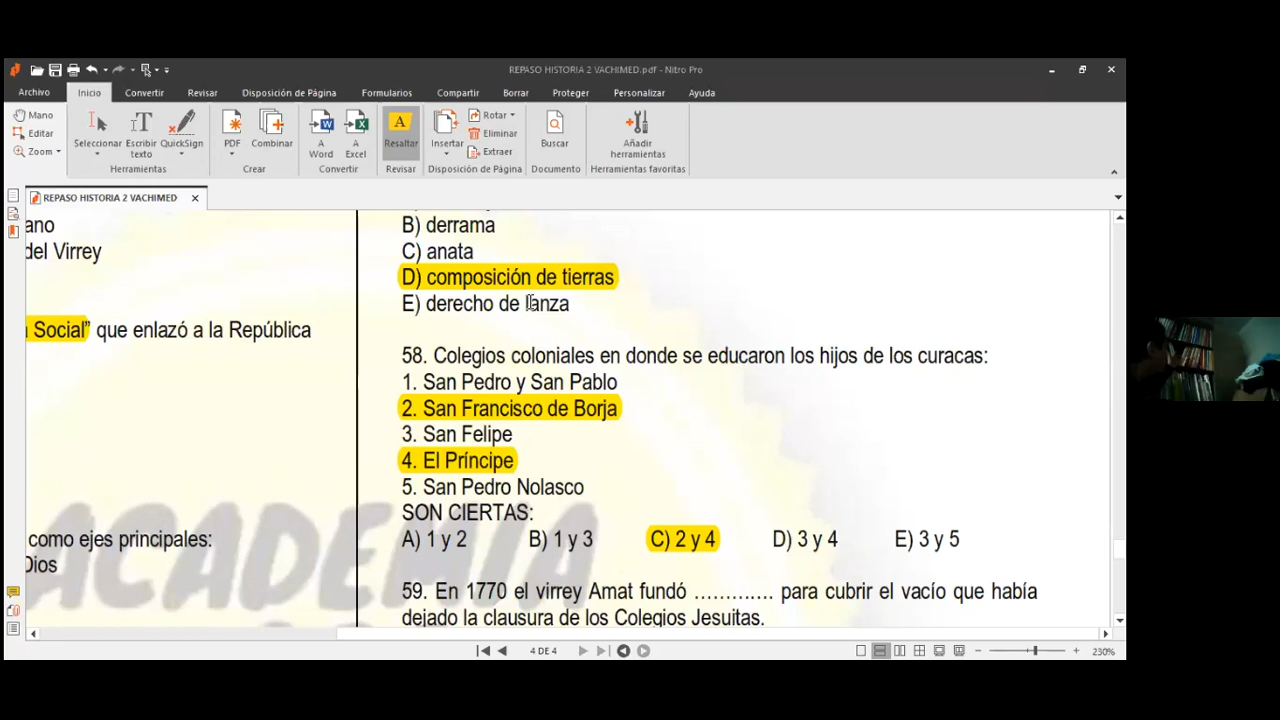 REPASO HISTORIA 2 VACHIMED.pdf - Nitro Pro
Archivo Inicio Convertir Revisar Disposición de Página Formularios Compartir Borrar Proteger Personalizar Ayuda
Mano
Editar
Zoom
Seleccionar
Escribir texto
QuickSign
Herramientas
PDF
Combinar
Crear
A Word
A Excel
Convertir
A
Resaltar
Revisar
Insertar
Rotar
Eliminar
Extraer
Disposición de Página
Buscar
Documento
Añadir herramientas
Herramientas favoritas
REPASO HISTORIA 2 VACHIMED
ano
del Virrey
Social” que enlazó a la República
como ejes principales:
Dios
B) derrama
C) anata
D) composición de tierras
E) derecho de lanza
58. Colegios coloniales en donde se educaron los hijos de los curacas:
1. San Pedro y San Pablo
2. San Francisco de Borja
3. San Felipe
4. El Príncipe
5. San Pedro Nolasco
SON CIERTAS:
A) 1 y 2 B) 1 y 3 C) 2 y 4 D) 3 y 4 E) 3 y 5
59. En 1770 el virrey Amat fundó …………. para cubrir el vacío que había
dejado la clausura de los Colegios Jesuitas.
ACADEMIA
4 DE 4
230%